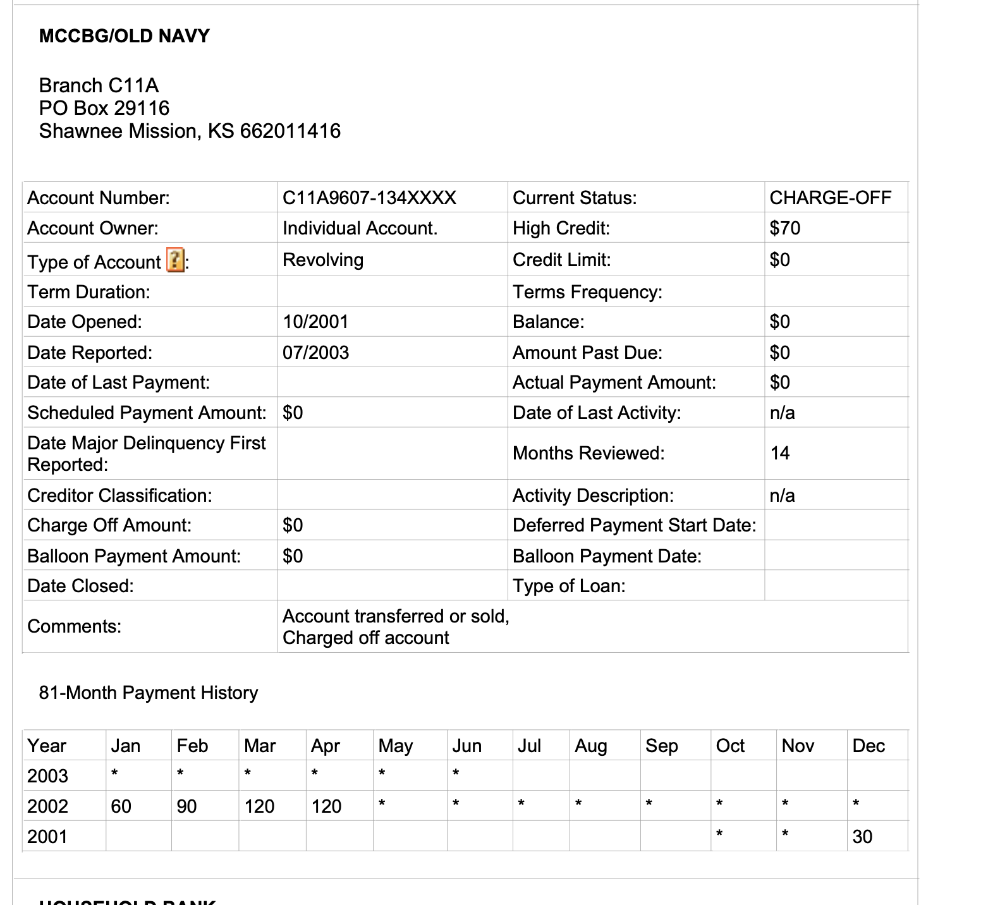 MCCBG/OLD NAVY
Branch C11A
PO Box 29116
Shawnee Mission, KS 662011416
Account Number: C11A9607-134XXXX Current Status: CHARGE-OFF
Account Owner: Individual Account. High Credit: $70
Type of Account ?: Revolving Credit Limit: $0
Term Duration: Terms Frequency:
Date Opened: 10/2001 Balance: $0
Date Reported: 07/2003 Amount Past Due: $0
Date of Last Payment: Actual Payment Amount: $0
Scheduled Payment Amount: $0 Date of Last Activity: n/a
Date Major Delinquency First
Reported: Months Reviewed: 14
Creditor Classification: Activity Description: n/a
Charge Off Amount: $0 Deferred Payment Start Date:
Balloon Payment Amount: $0 Balloon Payment Date:
Date Closed: Type of Loan:
Comments: Account transferred or sold,
Charged off account
81-Month Payment History
Year Jan Feb Mar Apr May Jun Jul Aug Sep Oct Nov Dec
2003 * * * * * *
2002 60 90 120 120 * * * * * * * *
2001 * * 30
HOUSEHOLD BANK